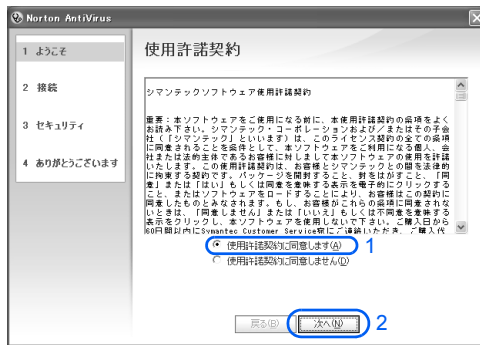 Norton AntiVirus
1 ようこそ
2 接続
3 セキュリティ
4 ありがとうございます
使用許諾契約
シマンテックソフトウェア使用許諾契約
重要：本ソフトウェアをご使用になる前に、本使用許諾契約の条項をよく
お読み下さい。シマンテック・コーポレーションおよび／またはその子会
社（「シマンテック」といいます）は、このライセンス契約の全ての条項
に同意されることを条件として、本ソフトウェアをご利用になる個人、会
社または法的主体であるお客様に対しまして本ソフトウェアの使用を許諾
いたします。この使用許諾契約は、お客様とシマンテックとの間を法律的
に拘束する契約です。パッケージを開封すること、封をはがすこと、「同
意」または「はい」もしくは同意を意味する表示を電子的にクリックする
こと、またはソフトウェアをロードすることにより、お客様はこの契約に
同意したものとみなされます。もし、お客様がこれらの条項に同意されな
いときは、「同意しません」または「いいえ」もしくは不同意を意味する
表示をクリックし、本ソフトウェアを使用しないで下さい。ご購入日から
60日間以内にSymantec Customer Service宛にご連絡いただき、ご購入代
使用許諾契約に同意します(A) 1
使用許諾契約に同意しません(D)
戻る(B) 次へ(N) 2